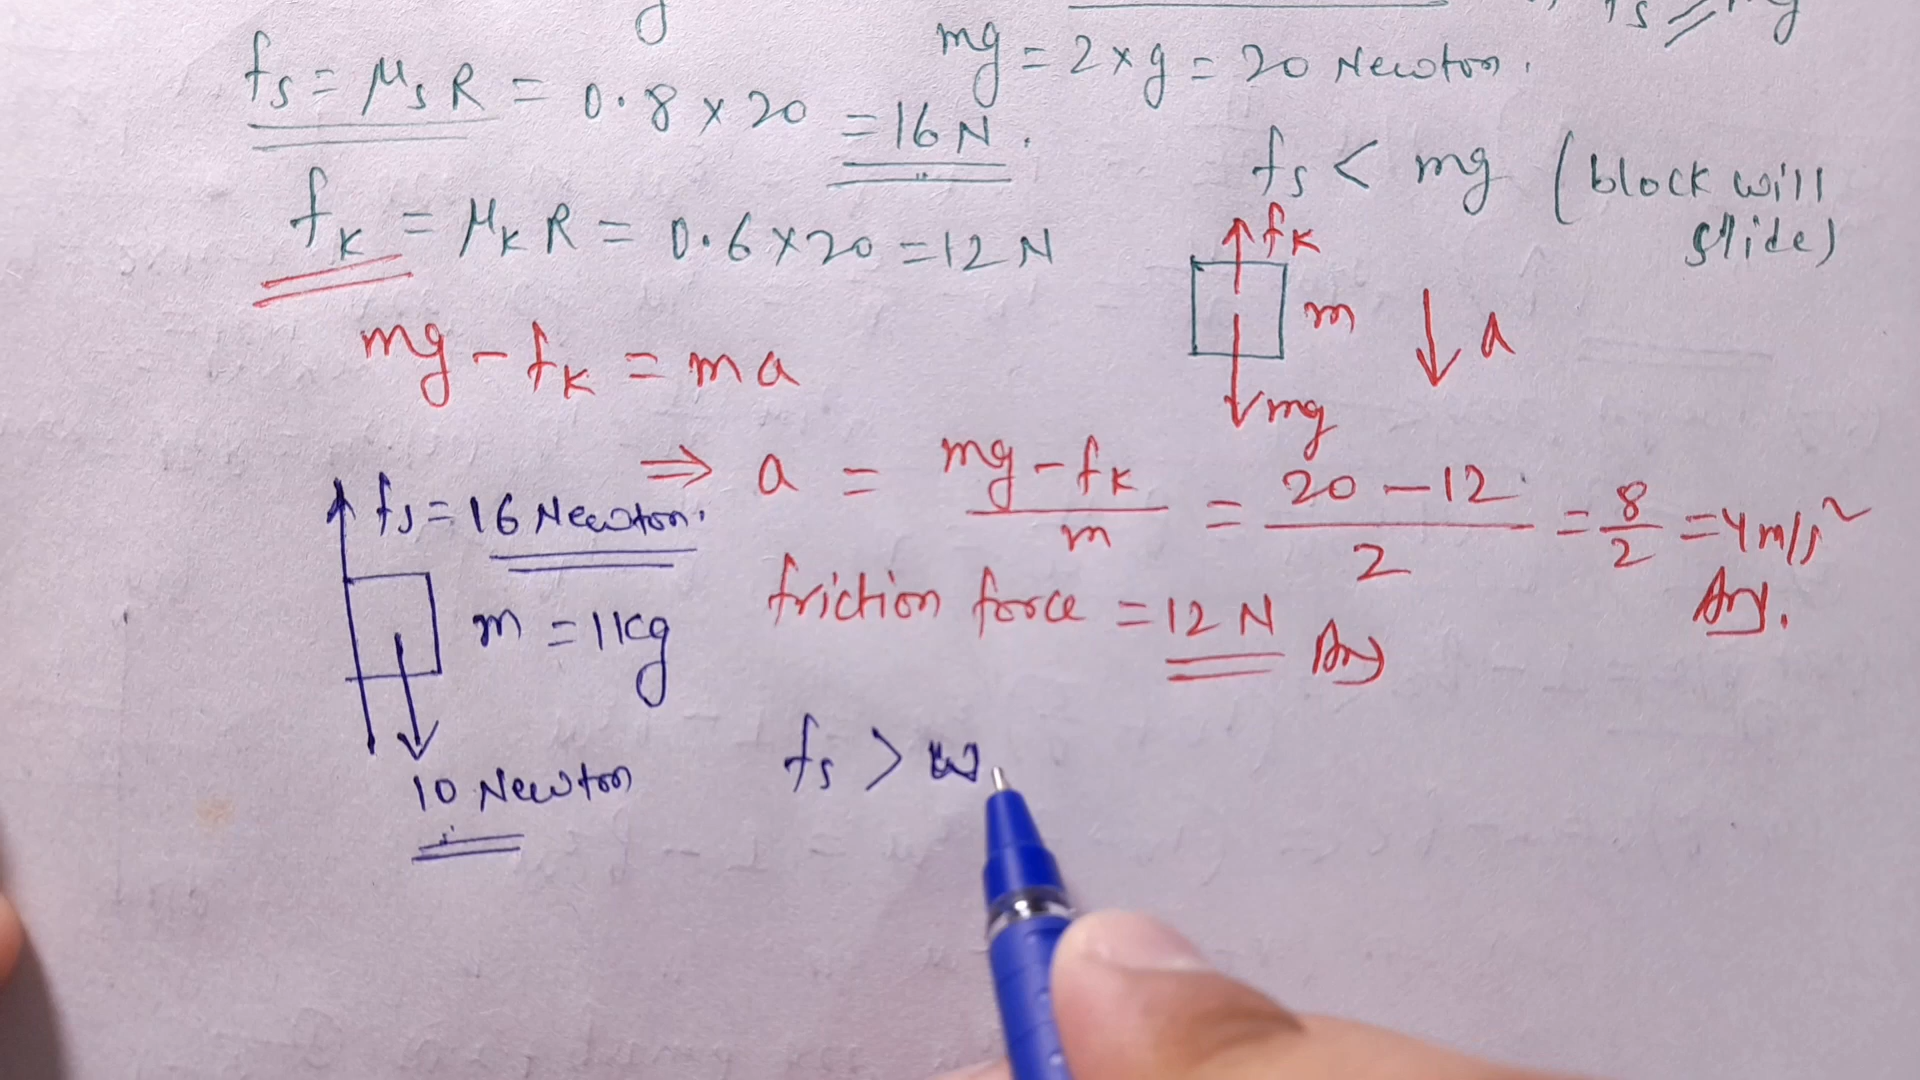 mg = 2×g = 20 Newton.
fs = μs R = 0.8 × 20 = 16 N.
fs < mg (block will slide)
fK = μK R = 0.6 × 20 = 12 N
fK
m
a
mg
mg - fK = ma
⇒ a = mg - fK / m = 20 - 12 / 2 = 8/2 = 4 m/s²
Ans.
fs = 16 Newton.
m = 1 kg
10 Newton
friction force = 12 N Ans
fs > w